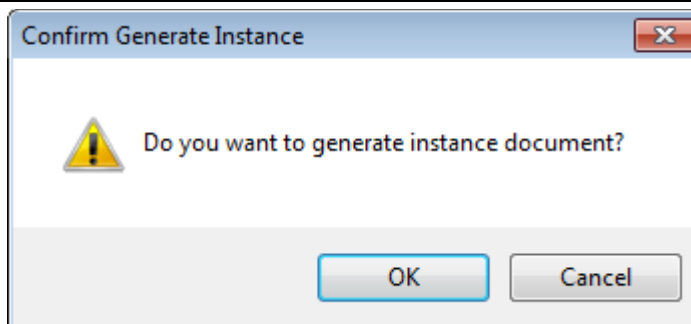 Confirm Generate Instance
Do you want to generate instance document?
OK
Cancel